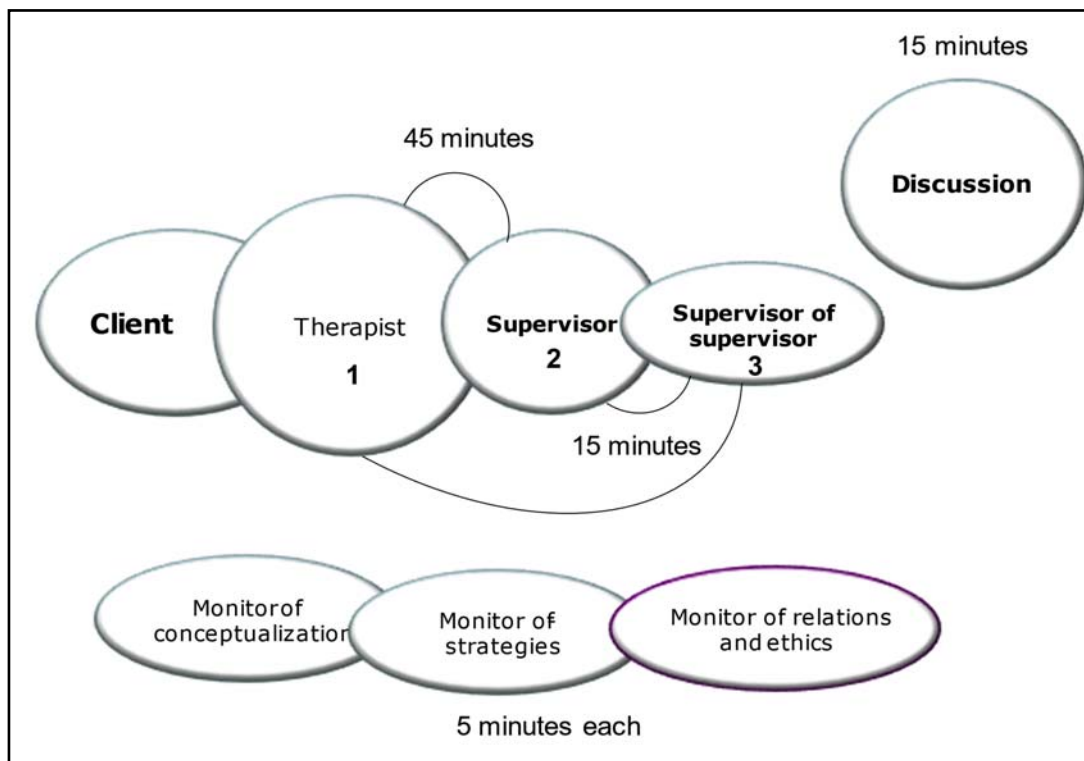 15 minutes
45 minutes
Discussion
Client
Therapist
1
Supervisor
2
Supervisor of
supervisor
3
15 minutes
Monitor of
conceptualization
Monitor of
strategies
Monitor of relations
and ethics
5 minutes each